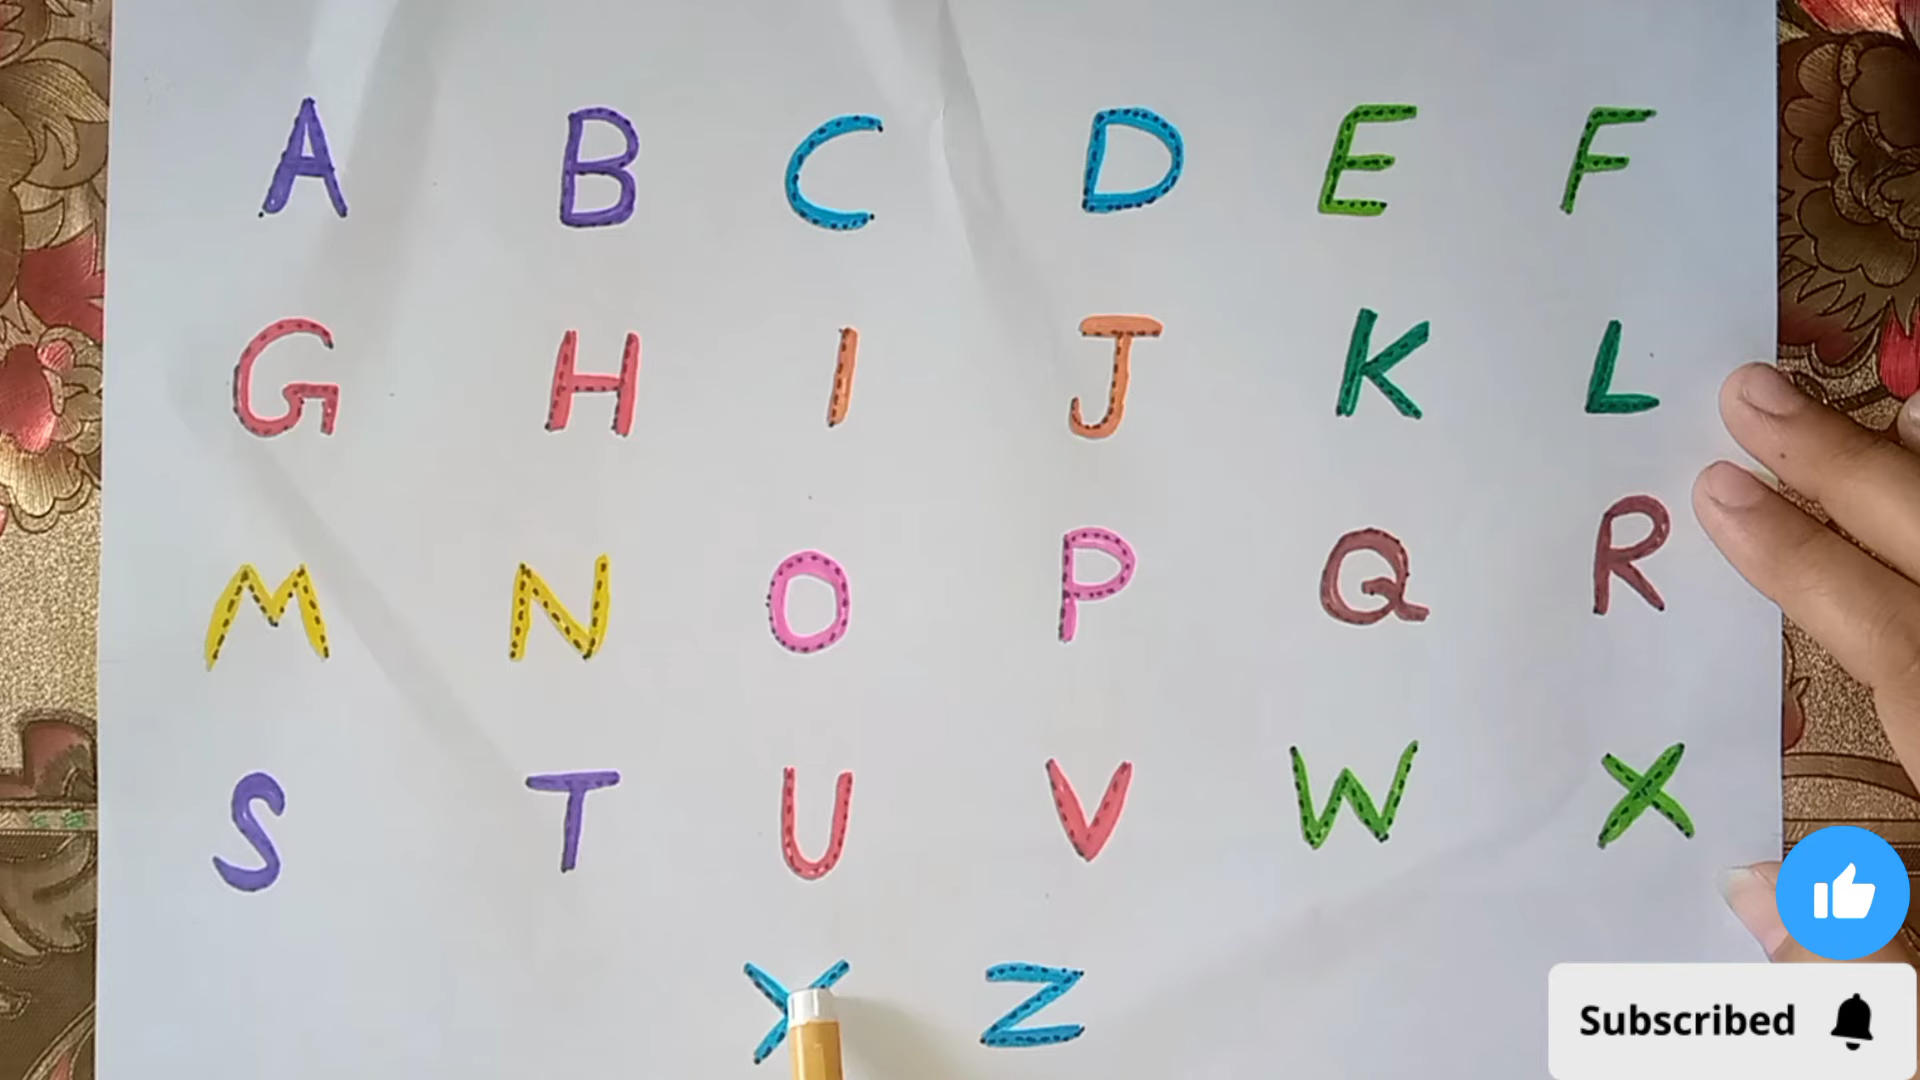 A B C D E F
G H I J K L
M N O P Q R
S T U V W X
Y Z
Subscribed